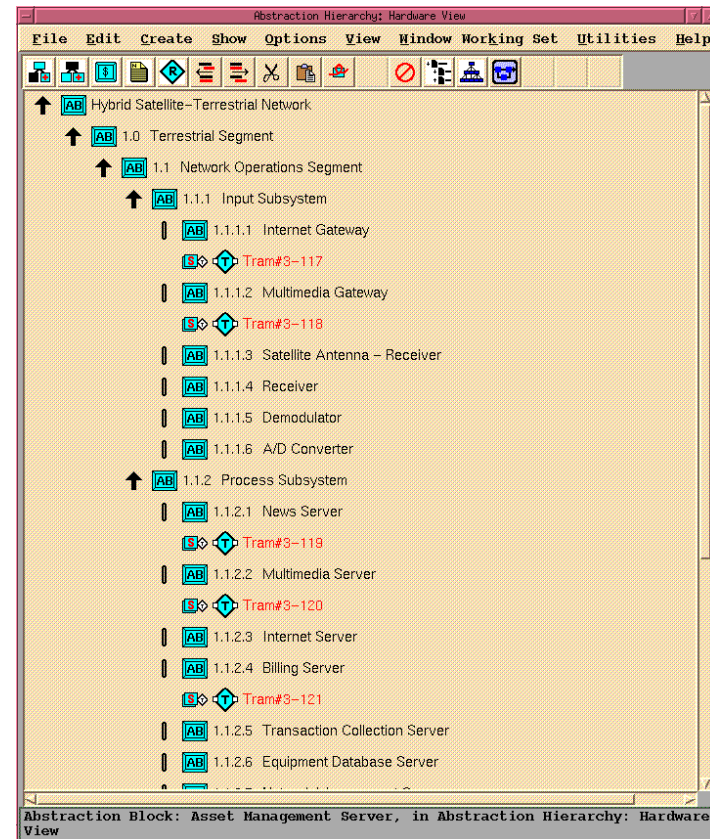 Abstraction Hierarchy: Hardware View
File Edit Create Show Options View Window Working Set Utilities Help
$ R
AB Hybrid Satellite-Terrestrial Network
AB 1.0 Terrestrial Segment
AB 1.1 Network Operations Segment
AB 1.1.1 Input Subsystem
AB 1.1.1.1 Internet Gateway
S T Tram#3-117
AB 1.1.1.2 Multimedia Gateway
S T Tram#3-118
AB 1.1.1.3 Satellite Antenna - Receiver
AB 1.1.1.4 Receiver
AB 1.1.1.5 Demodulator
AB 1.1.1.6 A/D Converter
AB 1.1.2 Process Subsystem
AB 1.1.2.1 News Server
S T Tram#3-119
AB 1.1.2.2 Multimedia Server
S T Tram#3-120
AB 1.1.2.3 Internet Server
AB 1.1.2.4 Billing Server
S T Tram#3-121
AB 1.1.2.5 Transaction Collection Server
AB 1.1.2.6 Equipment Database Server
Abstraction Block: Asset Management Server, in Abstraction Hierarchy: Hardware
View